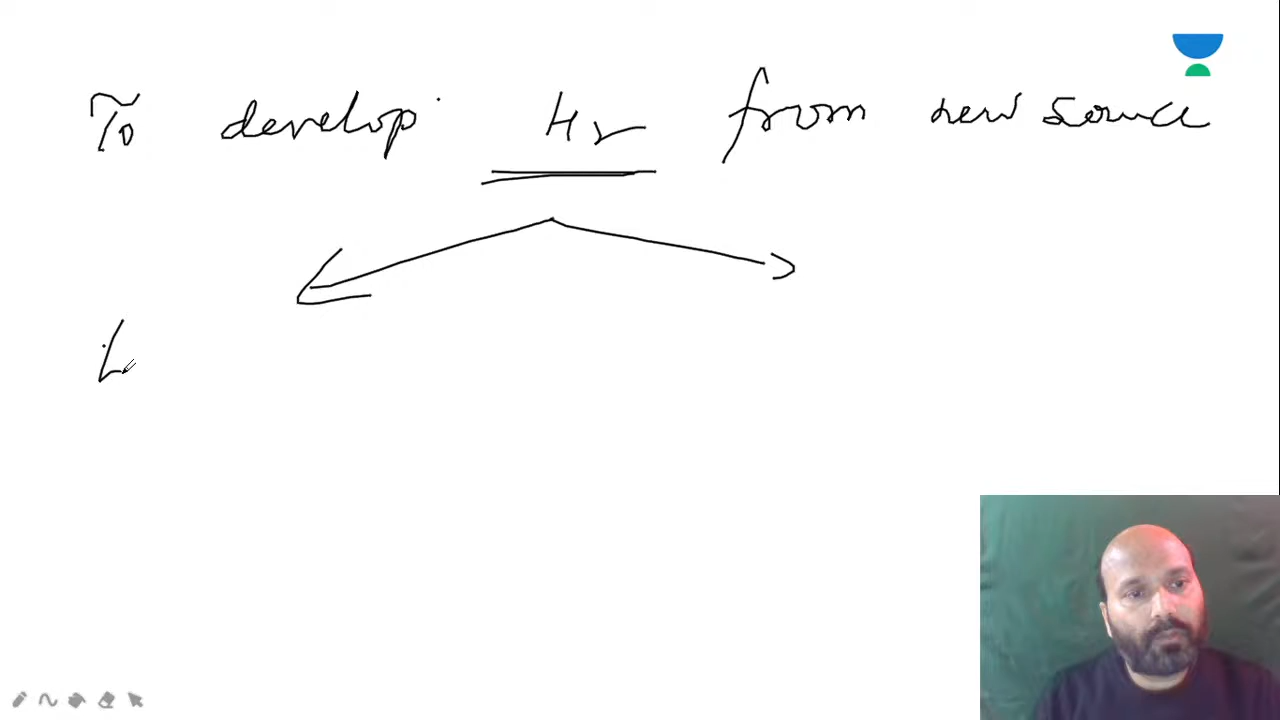 To develop H₂ from new source
L